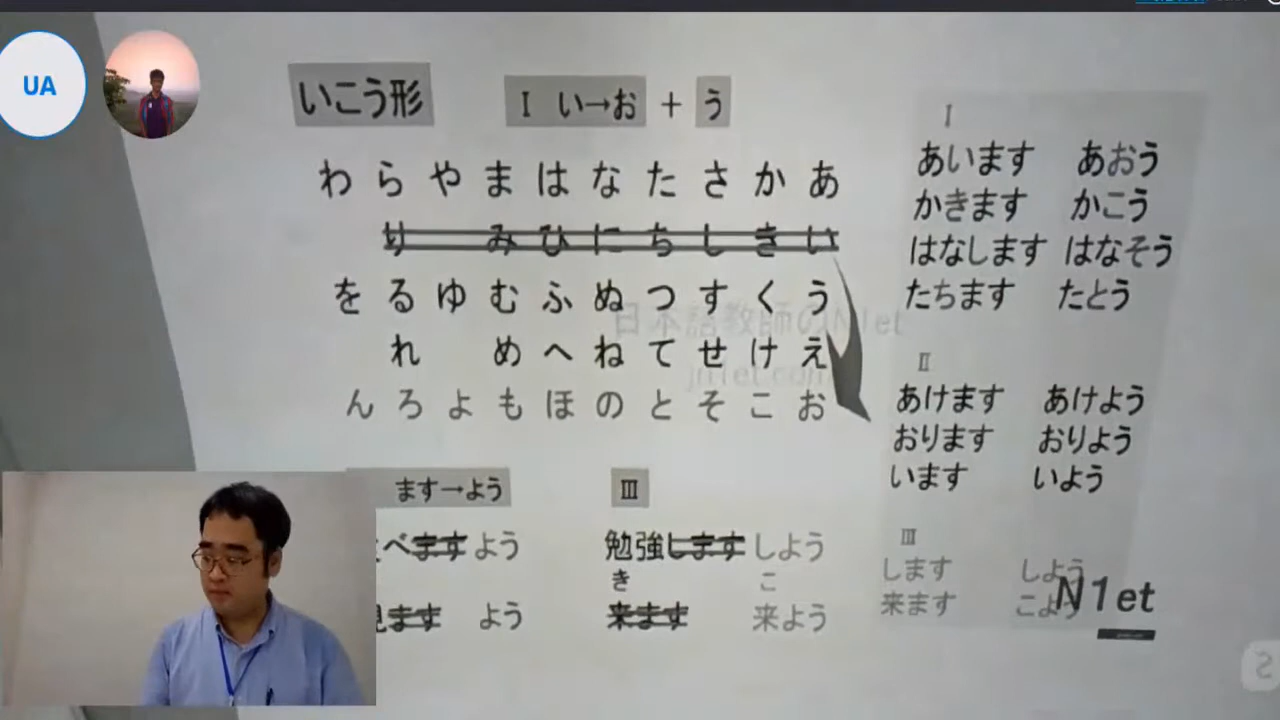 UA
いこう形 Ⅰ い→お + う
わ ら や ま は な た さ か あ
り み ひ に ち し き い
を る ゆ む ふ ぬ つ す く う
れ め へ ね て せ け え
ん ろ よ も ほ の と そ こ お
ます→よう
べます よう
ます よう
Ⅲ
勉強します しよう
き こ
来ます 来よう
Ⅰ
あいます あおう
かきます かこう
はなします はなそう
たちます たとう
Ⅱ
あけます あけよう
おります おりよう
います いよう
Ⅲ
します しよう
来ます こよう
日本語教師のN1et
jn1et.com
N1et
2